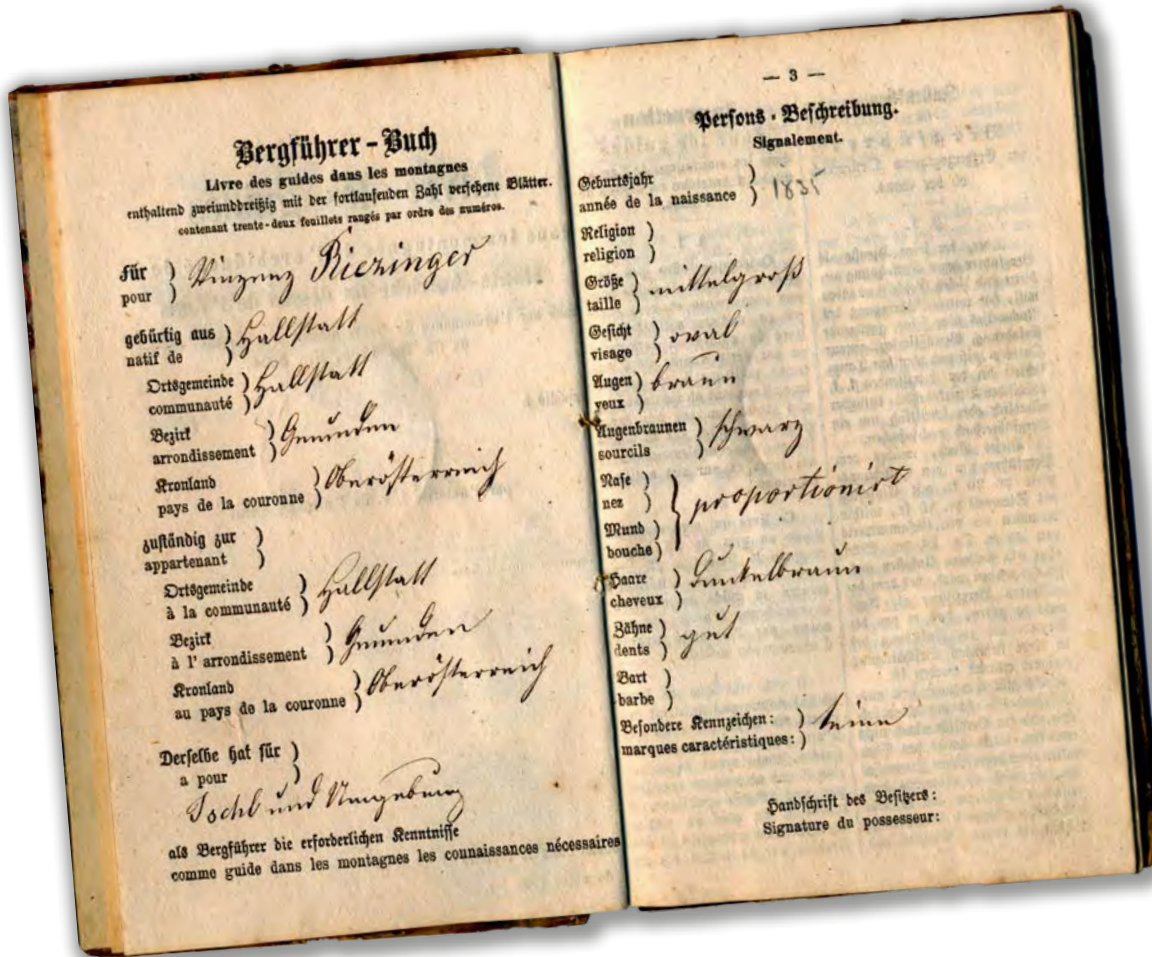 Bergführer-Buch
Livre des guides dans les montagnes
enthaltend zweiunddreißig mit der fortlaufenden Zahl versehene Blätter.
contenant trente-deux feuillets rangés par ordre des numéros.
Für
pour
Vinzenz Riezinger
gebürtig aus
natif de
Hallstatt
Ortsgemeinde
communauté
Hallstatt
Bezirk
arrondissement
Gmunden
Kronland
pays de la couronne
Oberösterreich
zuständig zur
appartenant
Ortsgemeinde
à la communauté
Hallstatt
Bezirk
à l'arrondissement
Gmunden
Kronland
au pays de la couronne
Oberösterreich
Derselbe hat für
a pour
Ischl und Umgebung
als Bergführer die erforderlichen Kenntnisse
comme guide dans les montagnes les connaissances nécessaires
— 3 —
Persons-Beschreibung.
Signalement.
Geburtsjahr
année de la naissance
1835
Religion
religion
Größe
taille
mittelgroß
Gesicht
visage
oval
Augen
yeux
braun
Augenbraunen
sourcils
schwarz
Nase
nez
Mund
bouche
proportionirt
Haare
cheveux
dunkelbraun
Zähne
dents
gut
Bart
barbe
Besondere Kennzeichen:
marques caractéristiques:
keine
Handschrift des Besitzers:
Signature du possesseur: